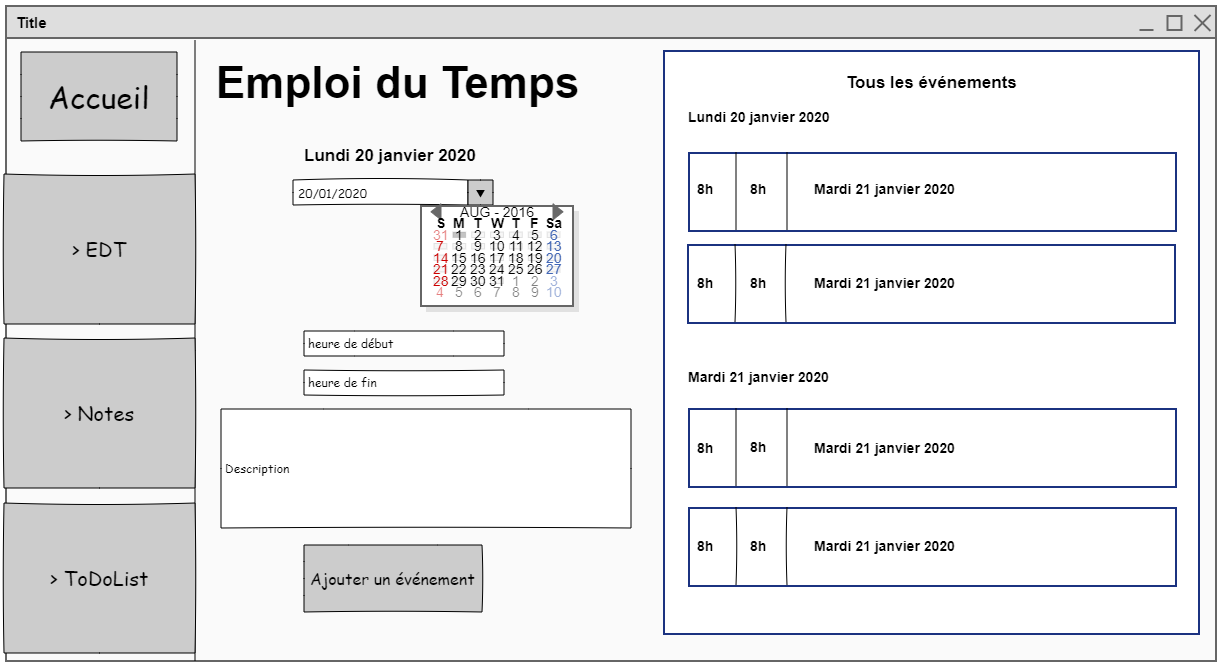 Title
Accueil
> EDT
> Notes
> ToDoList
Emploi du Temps
Lundi 20 janvier 2020
20/01/2020
AUG - 2016
S M T W T F Sa
31 1 2 3 4 5 6
7 8 9 10 11 12 13
14 15 16 17 18 19 20
21 22 23 24 25 26 27
28 29 30 31 1 2 3
4 5 6 7 8 9 10
heure de début
heure de fin
Description
Ajouter un événement
Tous les événements
Lundi 20 janvier 2020
8h 8h Mardi 21 janvier 2020
8h 8h Mardi 21 janvier 2020
Mardi 21 janvier 2020
8h 8h Mardi 21 janvier 2020
8h 8h Mardi 21 janvier 2020